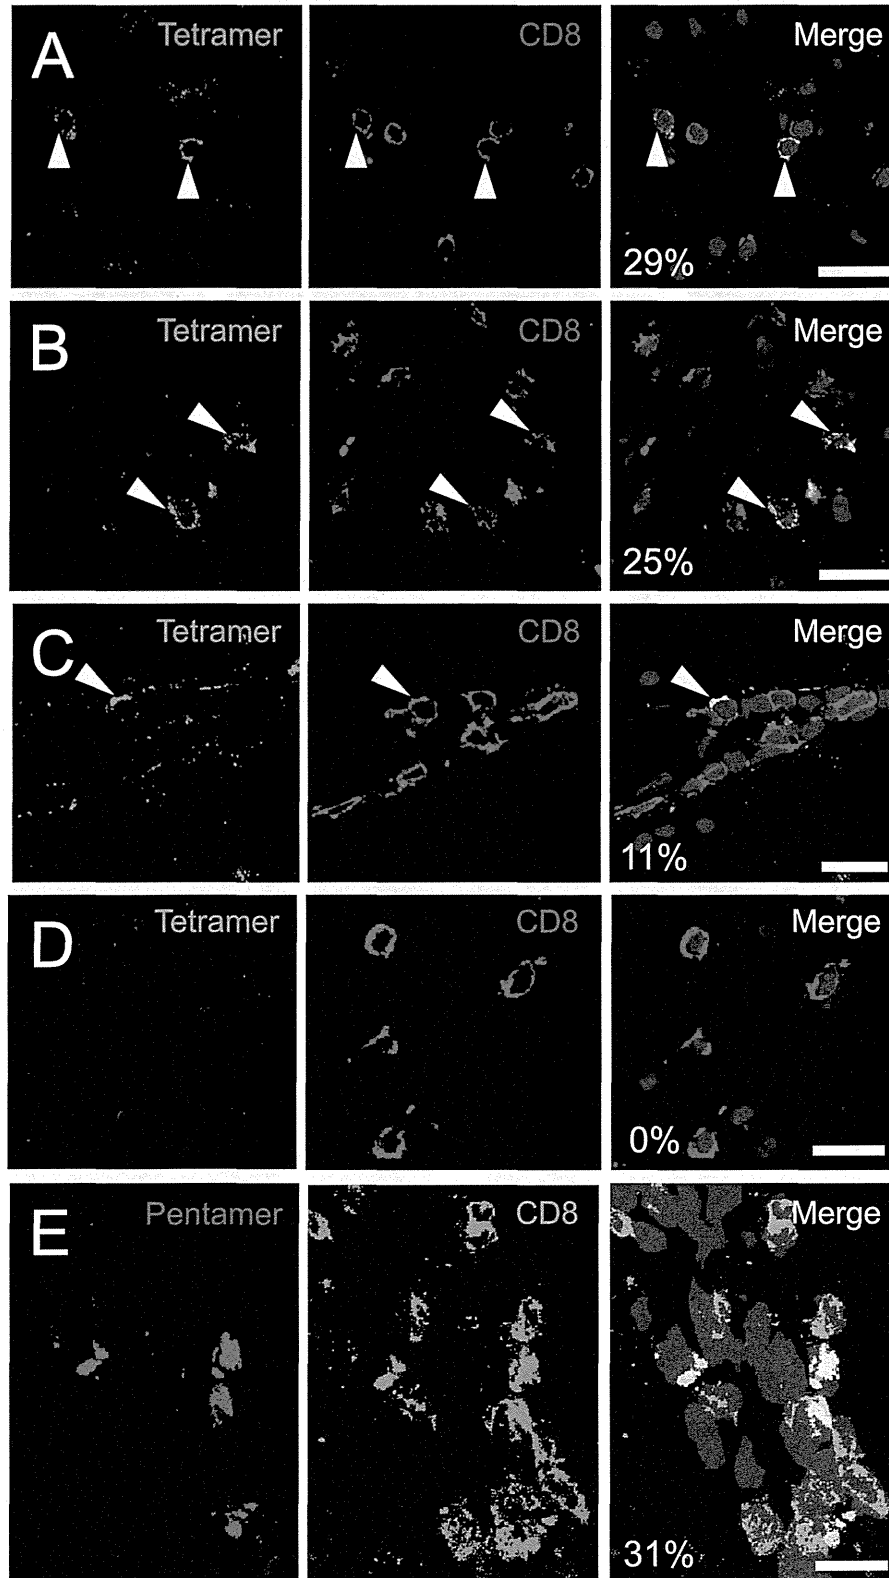 A Tetramer CD8 Merge
29%
B Tetramer CD8 Merge
25%
C Tetramer CD8 Merge
11%
D Tetramer CD8 Merge
0%
E Pentamer CD8 Merge
31%